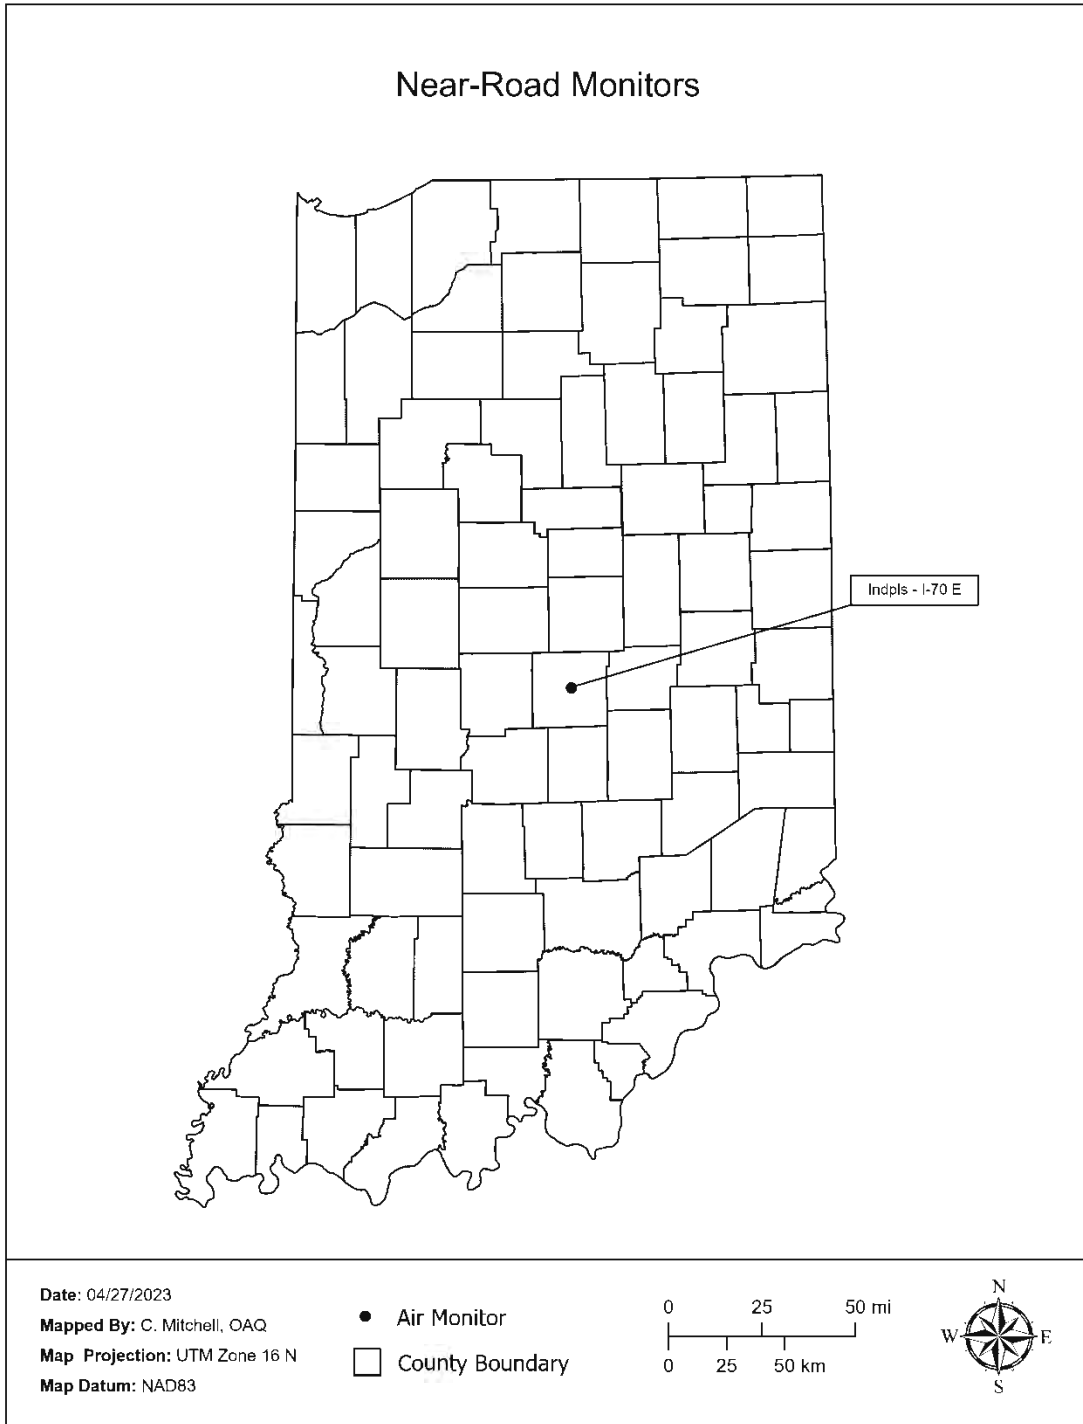 Near-Road Monitors
Indpls - I-70 E
Date: 04/27/2023
Mapped By: C. Mitchell, OAQ
Map Projection: UTM Zone 16 N
Map Datum: NAD83
Air Monitor
County Boundary
0 25 50 mi
0 25 50 km
N
W E
S